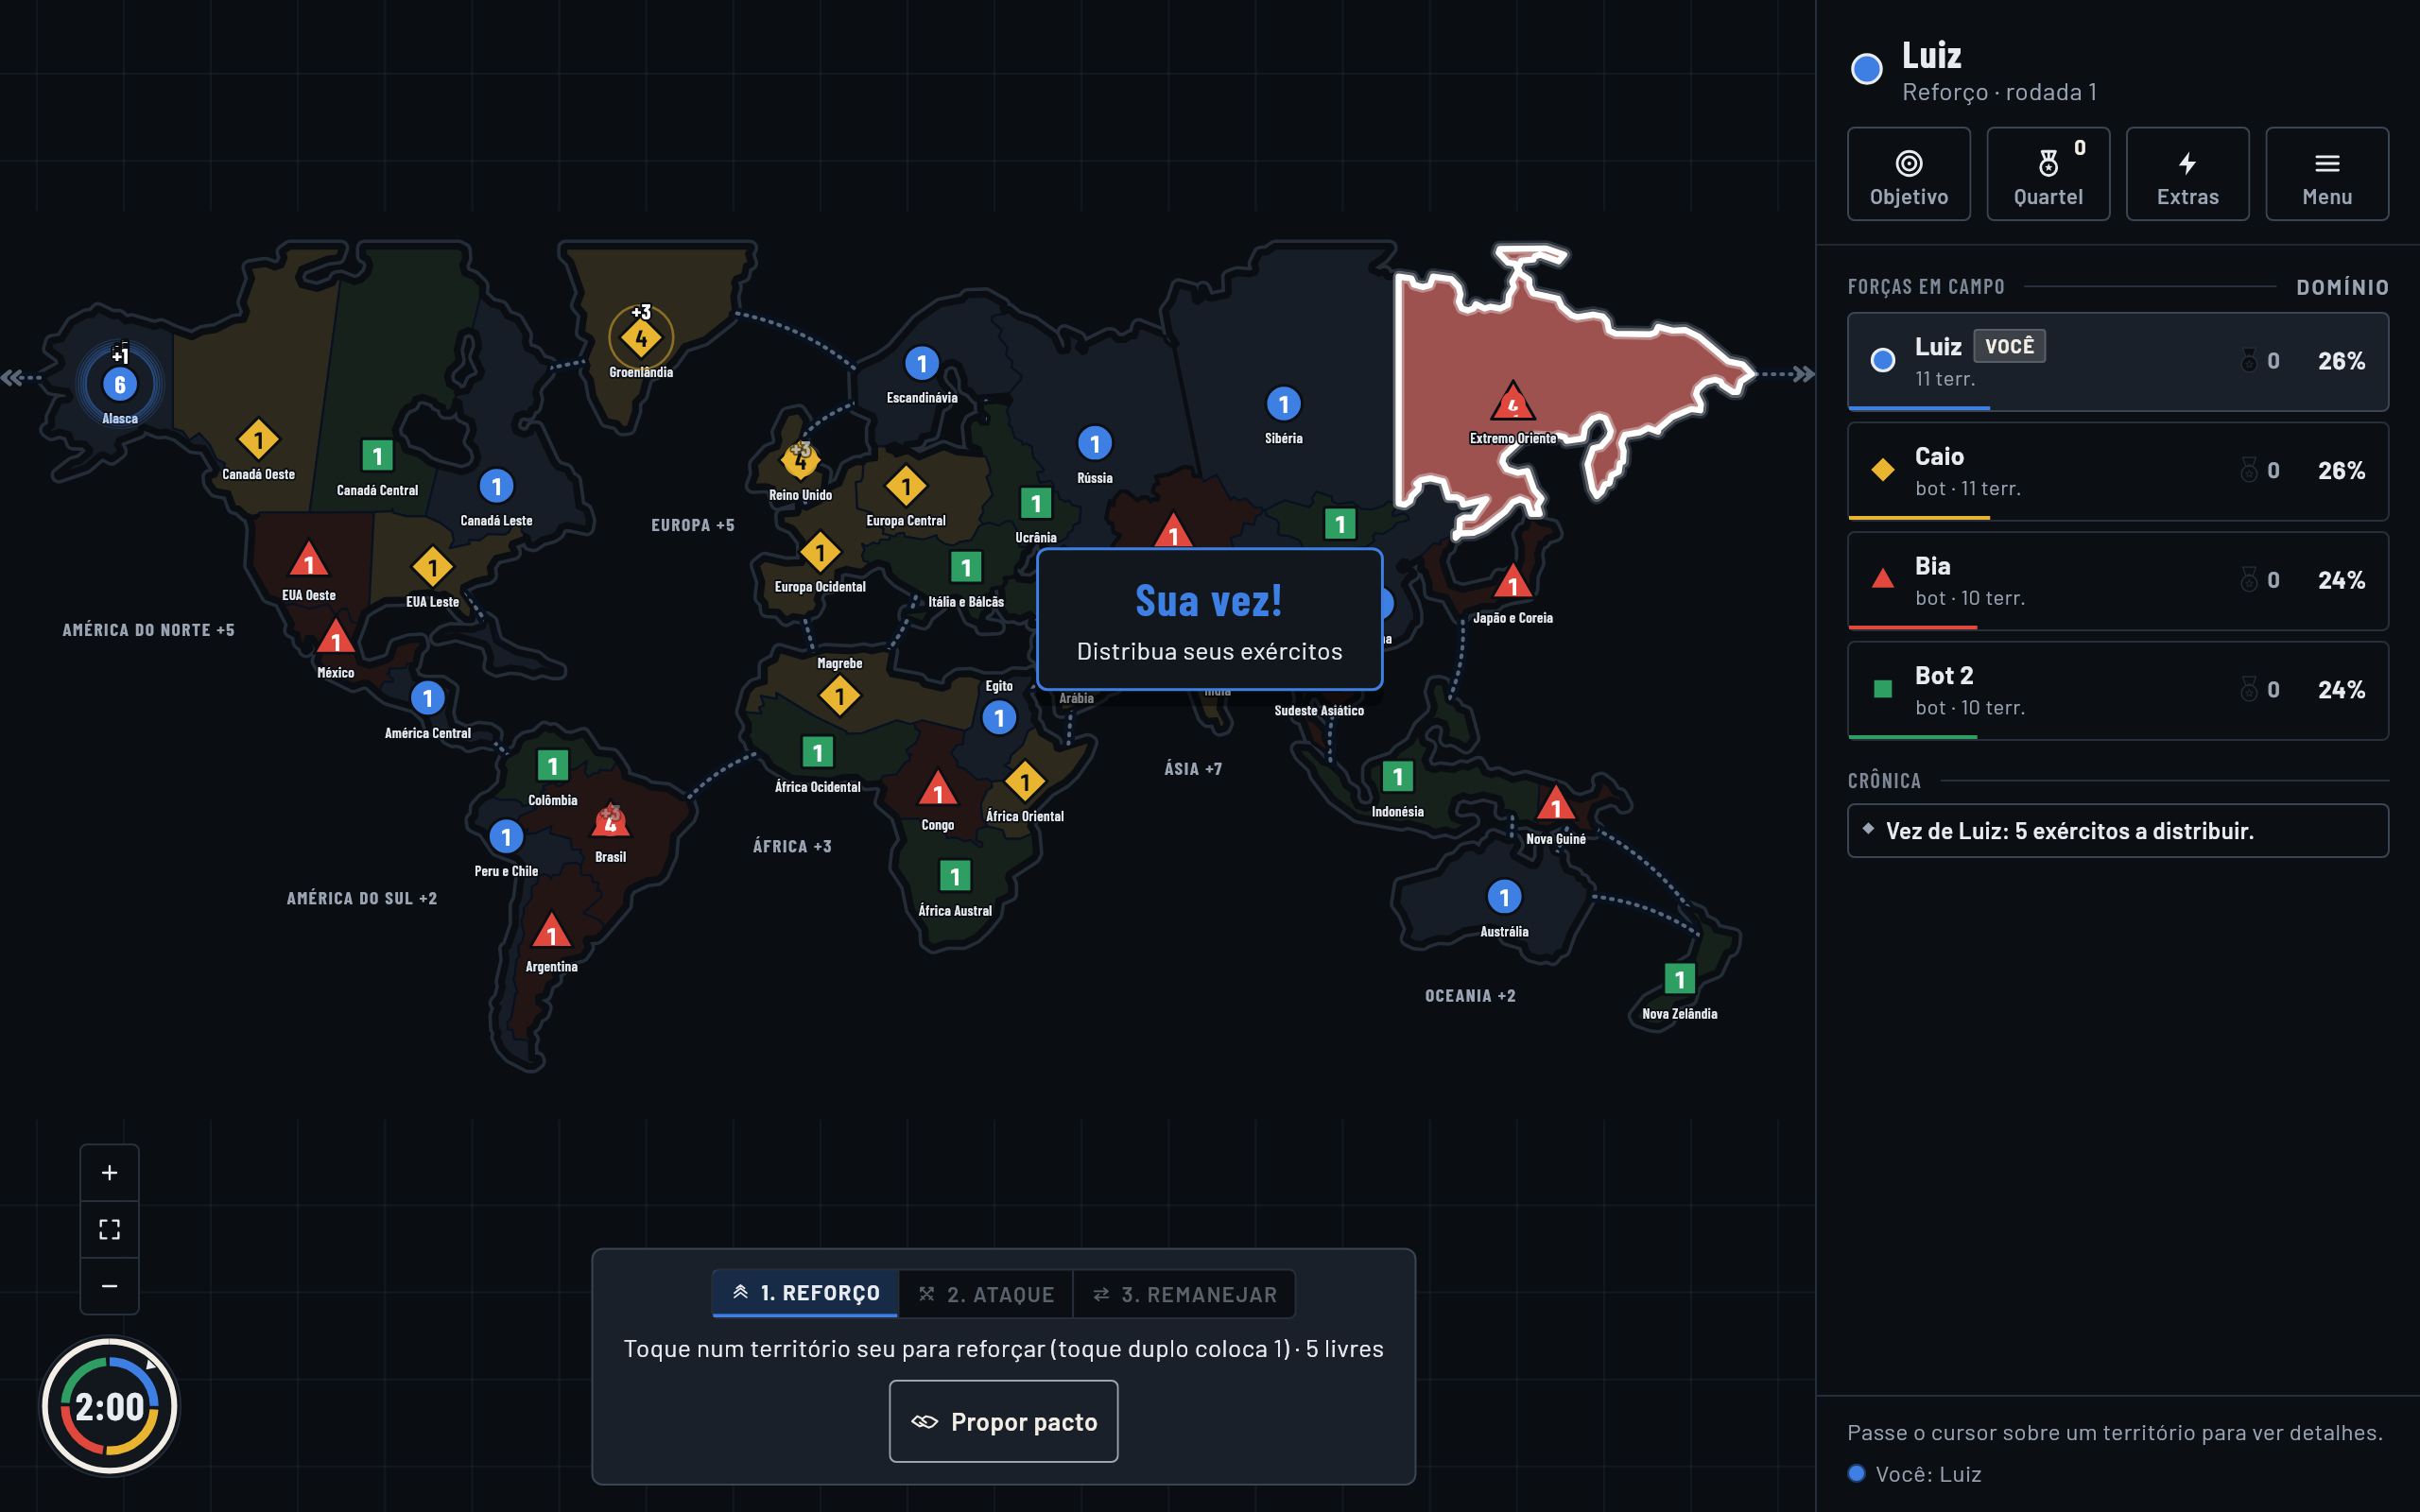 Luiz
Reforço · rodada 1
Objetivo
0
Quartel
Extras
Menu
FORÇAS EM CAMPO
DOMÍNIO
Luiz VOCÊ
11 terr.
0 26%
Caio
bot · 11 terr.
0 26%
Bia
bot · 10 terr.
0 24%
Bot 2
bot · 10 terr.
0 24%
CRÔNICA
Vez de Luiz: 5 exércitos a distribuir.
Passe o cursor sobre um território para ver detalhes.
Você: Luiz
+1
6
Alasca
1
Canadá Oeste
1
Canadá Central
1
Canadá Leste
+3
4
Groenlândia
1
EUA Oeste
1
EUA Leste
1
México
1
América Central
AMÉRICA DO NORTE +5
1
Colômbia
1
Peru e Chile
+3
4
Brasil
1
Argentina
AMÉRICA DO SUL +2
1
Escandinávia
+3
4
Reino Unido
1
Europa Central
1
Europa Ocidental
1
Itália e Bálcãs
1
Ucrânia
1
Rússia
EUROPA +5
Magrebe
1
Egito
1
1
África Ocidental
1
Congo
1
África Oriental
1
África Austral
ÁFRICA +3
1
Sibéria
Extremo Oriente
1
1
1
Japão e Coreia
Arábia
Índia
Sudeste Asiático
ÁSIA +7
1
Indonésia
1
Nova Guiné
1
Austrália
1
Nova Zelândia
OCEANIA +2
Sua vez!
Distribua seus exércitos
+
−
2:00
1. REFORÇO
2. ATAQUE
3. REMANEJAR
Toque num território seu para reforçar (toque duplo coloca 1) · 5 livres
Propor pacto